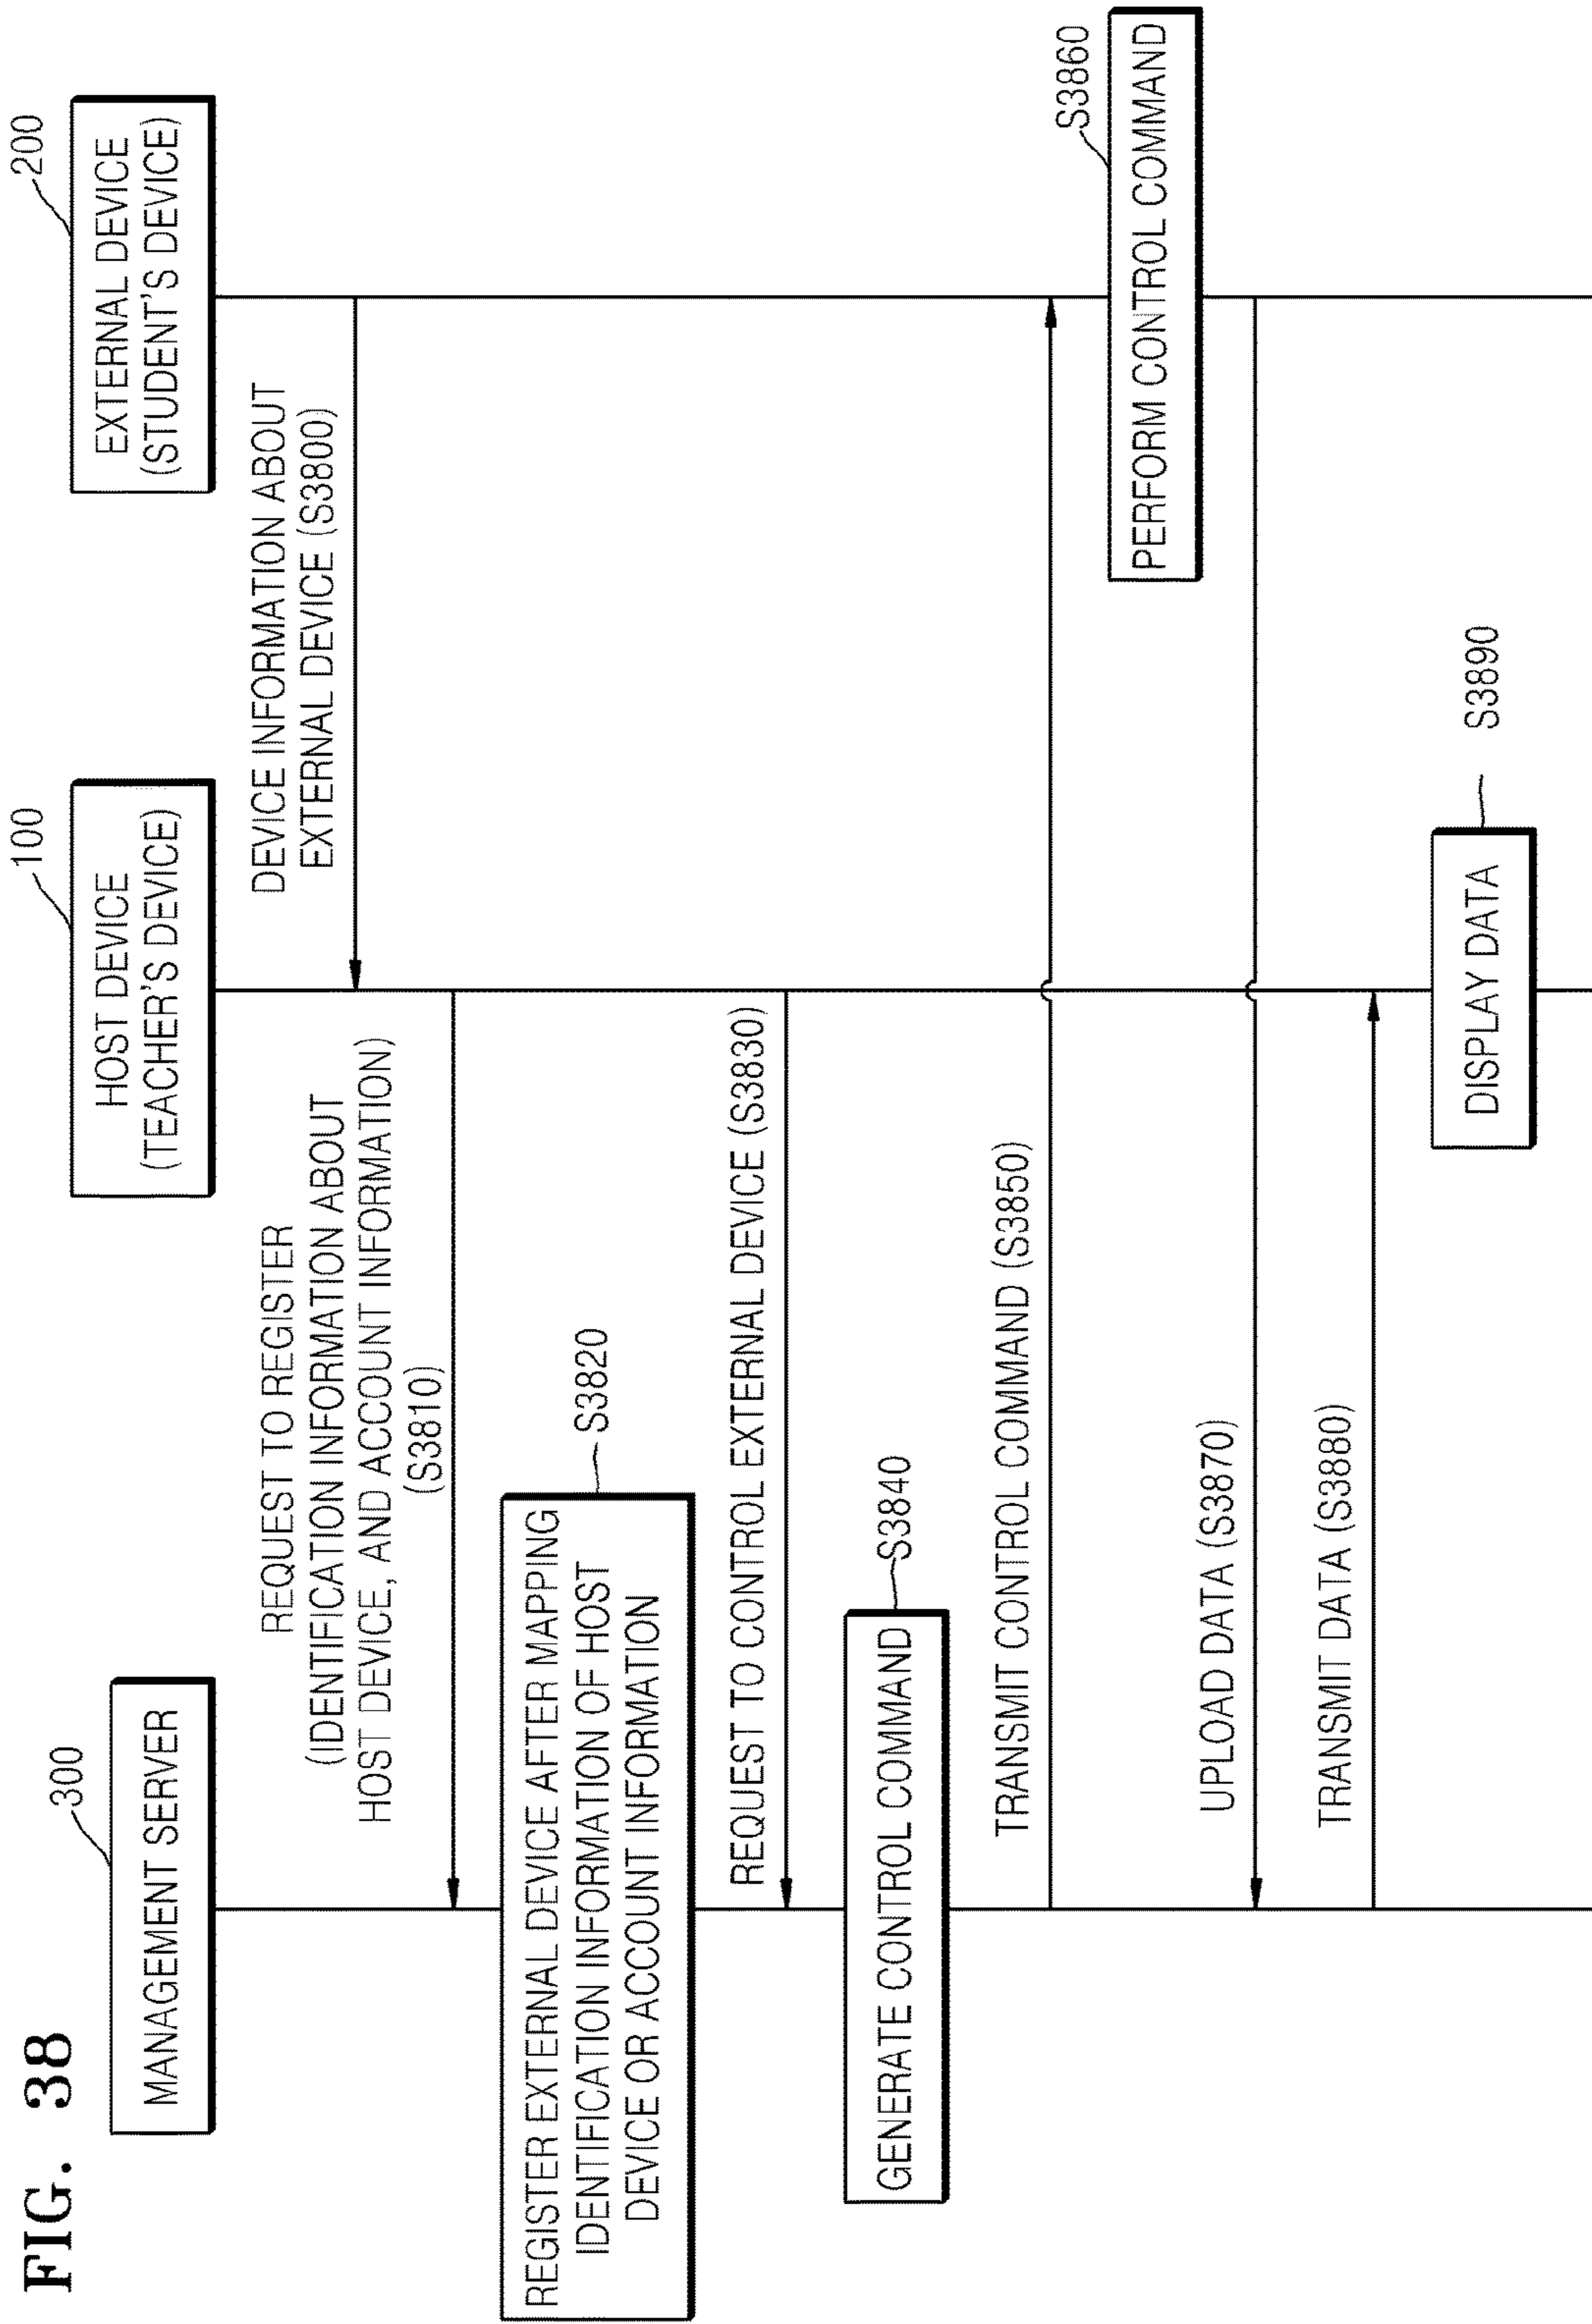 FIG. 38
300
MANAGEMENT SERVER
100
HOST DEVICE
(TEACHER'S DEVICE)
200
EXTERNAL DEVICE
(STUDENT'S DEVICE)
DEVICE INFORMATION ABOUT
EXTERNAL DEVICE (S3800)
REQUEST TO REGISTER
(IDENTIFICATION INFORMATION ABOUT
HOST DEVICE, AND ACCOUNT INFORMATION)
(S3810)
S3820
REGISTER EXTERNAL DEVICE AFTER MAPPING
IDENTIFICATION INFORMATION OF HOST
DEVICE OR ACCOUNT INFORMATION
REQUEST TO CONTROL EXTERNAL DEVICE (S3830)
S3840
GENERATE CONTROL COMMAND
TRANSMIT CONTROL COMMAND (S3850)
S3860
PERFORM CONTROL COMMAND
UPLOAD DATA (S3870)
TRANSMIT DATA (S3880)
S3890
DISPLAY DATA